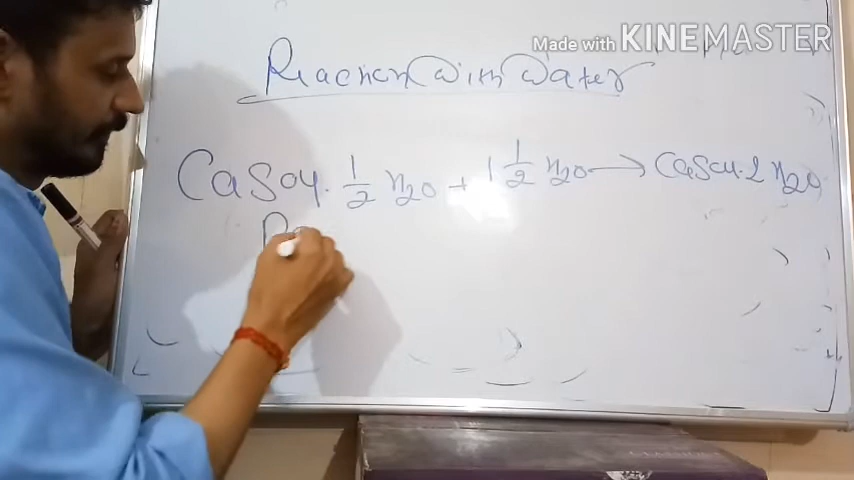 Made with KINEMASTER
Reaction with Water
CaSO4. 1/2 H2O + 1 1/2 H2O → CaSO4. 2 H2O